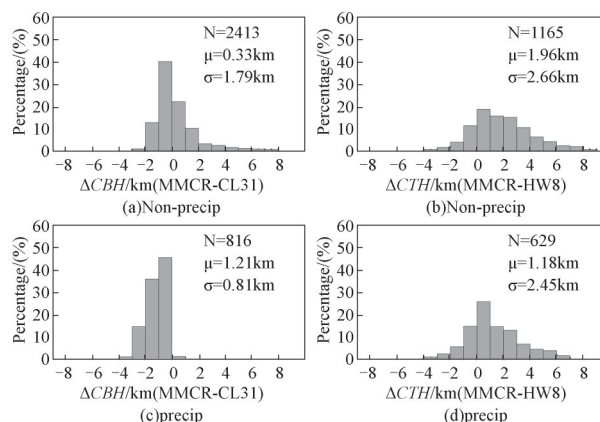 60
50
40
30
20
10
Percentage/(%)
N=2413
μ=0.33km
σ=1.79km
−8 −6 −4 −2 0 2 4 6 8
ΔCBH/km(MMCR-CL31)
(a)Non-precip
60
50
40
30
20
10
Percentage/(%)
N=1165
μ=1.96km
σ=2.66km
−8 −6 −4 −2 0 2 4 6 8
ΔCTH/km(MMCR-HW8)
(b)Non-precip
60
50
40
30
20
10
Percentage/(%)
N=816
μ=1.21km
σ=0.81km
−8 −6 −4 −2 0 2 4 6 8
ΔCBH/km(MMCR-CL31)
(c)precip
60
50
40
30
20
10
Percentage/(%)
N=629
μ=1.18km
σ=2.45km
−8 −6 −4 −2 0 2 4 6 8
ΔCTH/km(MMCR-HW8)
(d)precip